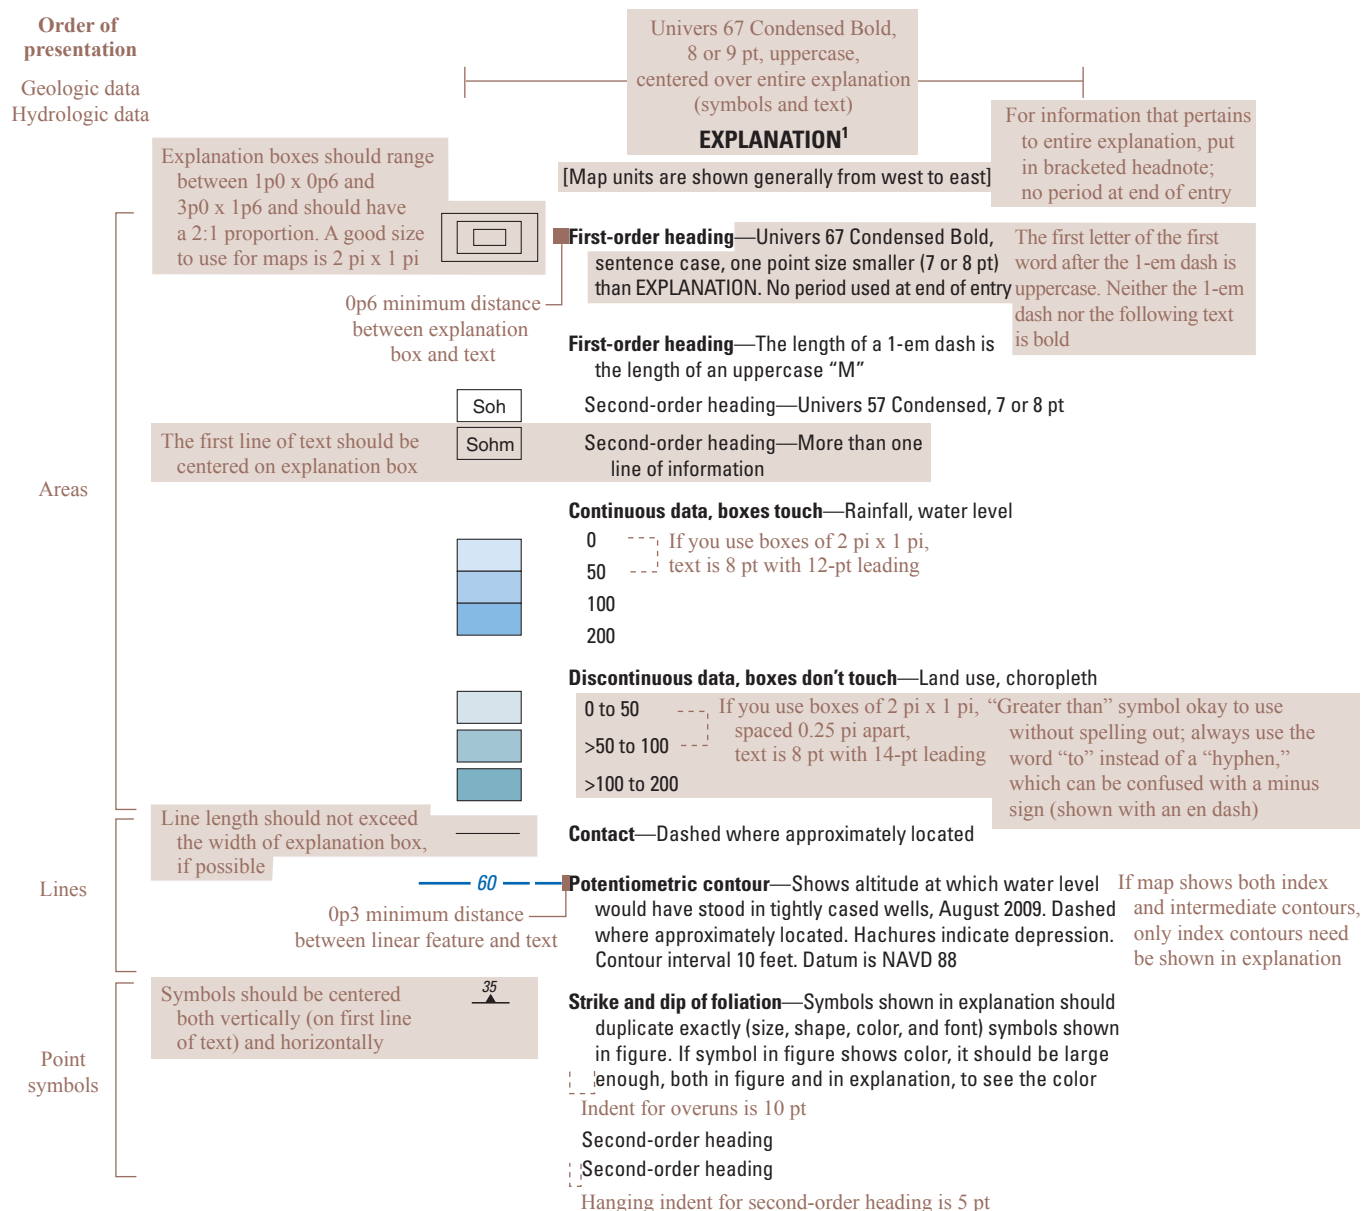 Order of
presentation
Geologic data
Hydrologic data
Univers 67 Condensed Bold,
8 or 9 pt, uppercase,
centered over entire explanation
(symbols and text)
EXPLANATION¹
[Map units are shown generally from west to east]
For information that pertains
to entire explanation, put
in bracketed headnote;
no period at end of entry
Explanation boxes should range
between 1p0 x 0p6 and
3p0 x 1p6 and should have
a 2:1 proportion. A good size
to use for maps is 2 pi x 1 pi
First-order heading—Univers 67 Condensed Bold,
sentence case, one point size smaller (7 or 8 pt)
than EXPLANATION. No period used at end of entry
The first letter of the first
word after the 1-em dash is
uppercase. Neither the 1-em
dash nor the following text
is bold
0p6 minimum distance
between explanation
box and text
First-order heading—The length of a 1-em dash is
the length of an uppercase “M”
Soh
Second-order heading—Univers 57 Condensed, 7 or 8 pt
The first line of text should be
centered on explanation box
Sohm
Second-order heading—More than one
line of information
Areas
Continuous data, boxes touch—Rainfall, water level
0
50
100
200
If you use boxes of 2 pi x 1 pi,
text is 8 pt with 12-pt leading
Discontinuous data, boxes don’t touch—Land use, choropleth
0 to 50
>50 to 100
>100 to 200
If you use boxes of 2 pi x 1 pi,
spaced 0.25 pi apart,
text is 8 pt with 14-pt leading
“Greater than” symbol okay to use
without spelling out; always use the
word “to” instead of a “hyphen,”
which can be confused with a minus
sign (shown with an en dash)
Line length should not exceed
the width of explanation box,
if possible
Contact—Dashed where approximately located
Lines
60
Potentiometric contour—Shows altitude at which water level
would have stood in tightly cased wells, August 2009. Dashed
where approximately located. Hachures indicate depression.
Contour interval 10 feet. Datum is NAVD 88
0p3 minimum distance
between linear feature and text
If map shows both index
and intermediate contours,
only index contours need
be shown in explanation
Symbols should be centered
both vertically (on first line
of text) and horizontally
35
Strike and dip of foliation—Symbols shown in explanation should
duplicate exactly (size, shape, color, and font) symbols shown
in figure. If symbol in figure shows color, it should be large
enough, both in figure and in explanation, to see the color
Point
symbols
Indent for overuns is 10 pt
Second-order heading
Second-order heading
Hanging indent for second-order heading is 5 pt